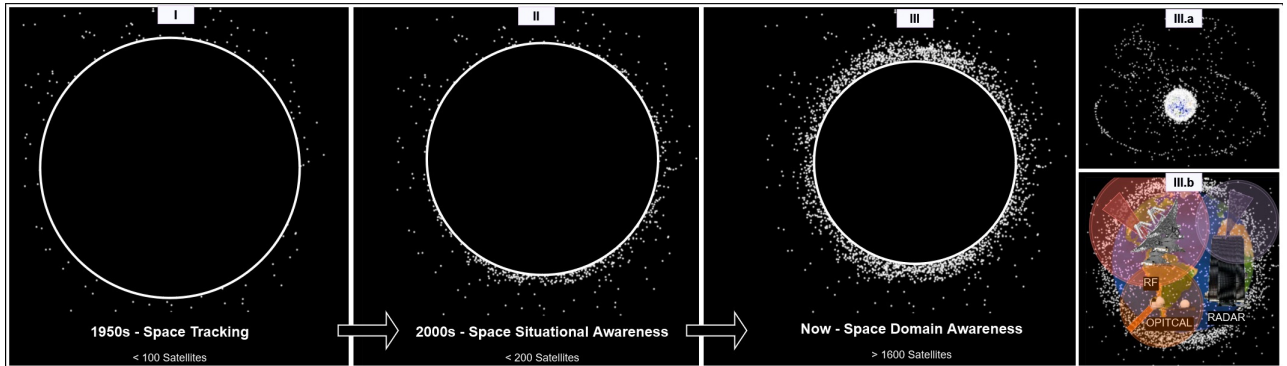 I
1950s - Space Tracking
< 100 Satellites
II
2000s - Space Situational Awareness
< 200 Satellites
III
Now - Space Domain Awareness
> 1600 Satellites
III.a
III.b
RF
OPITCAL
RADAR